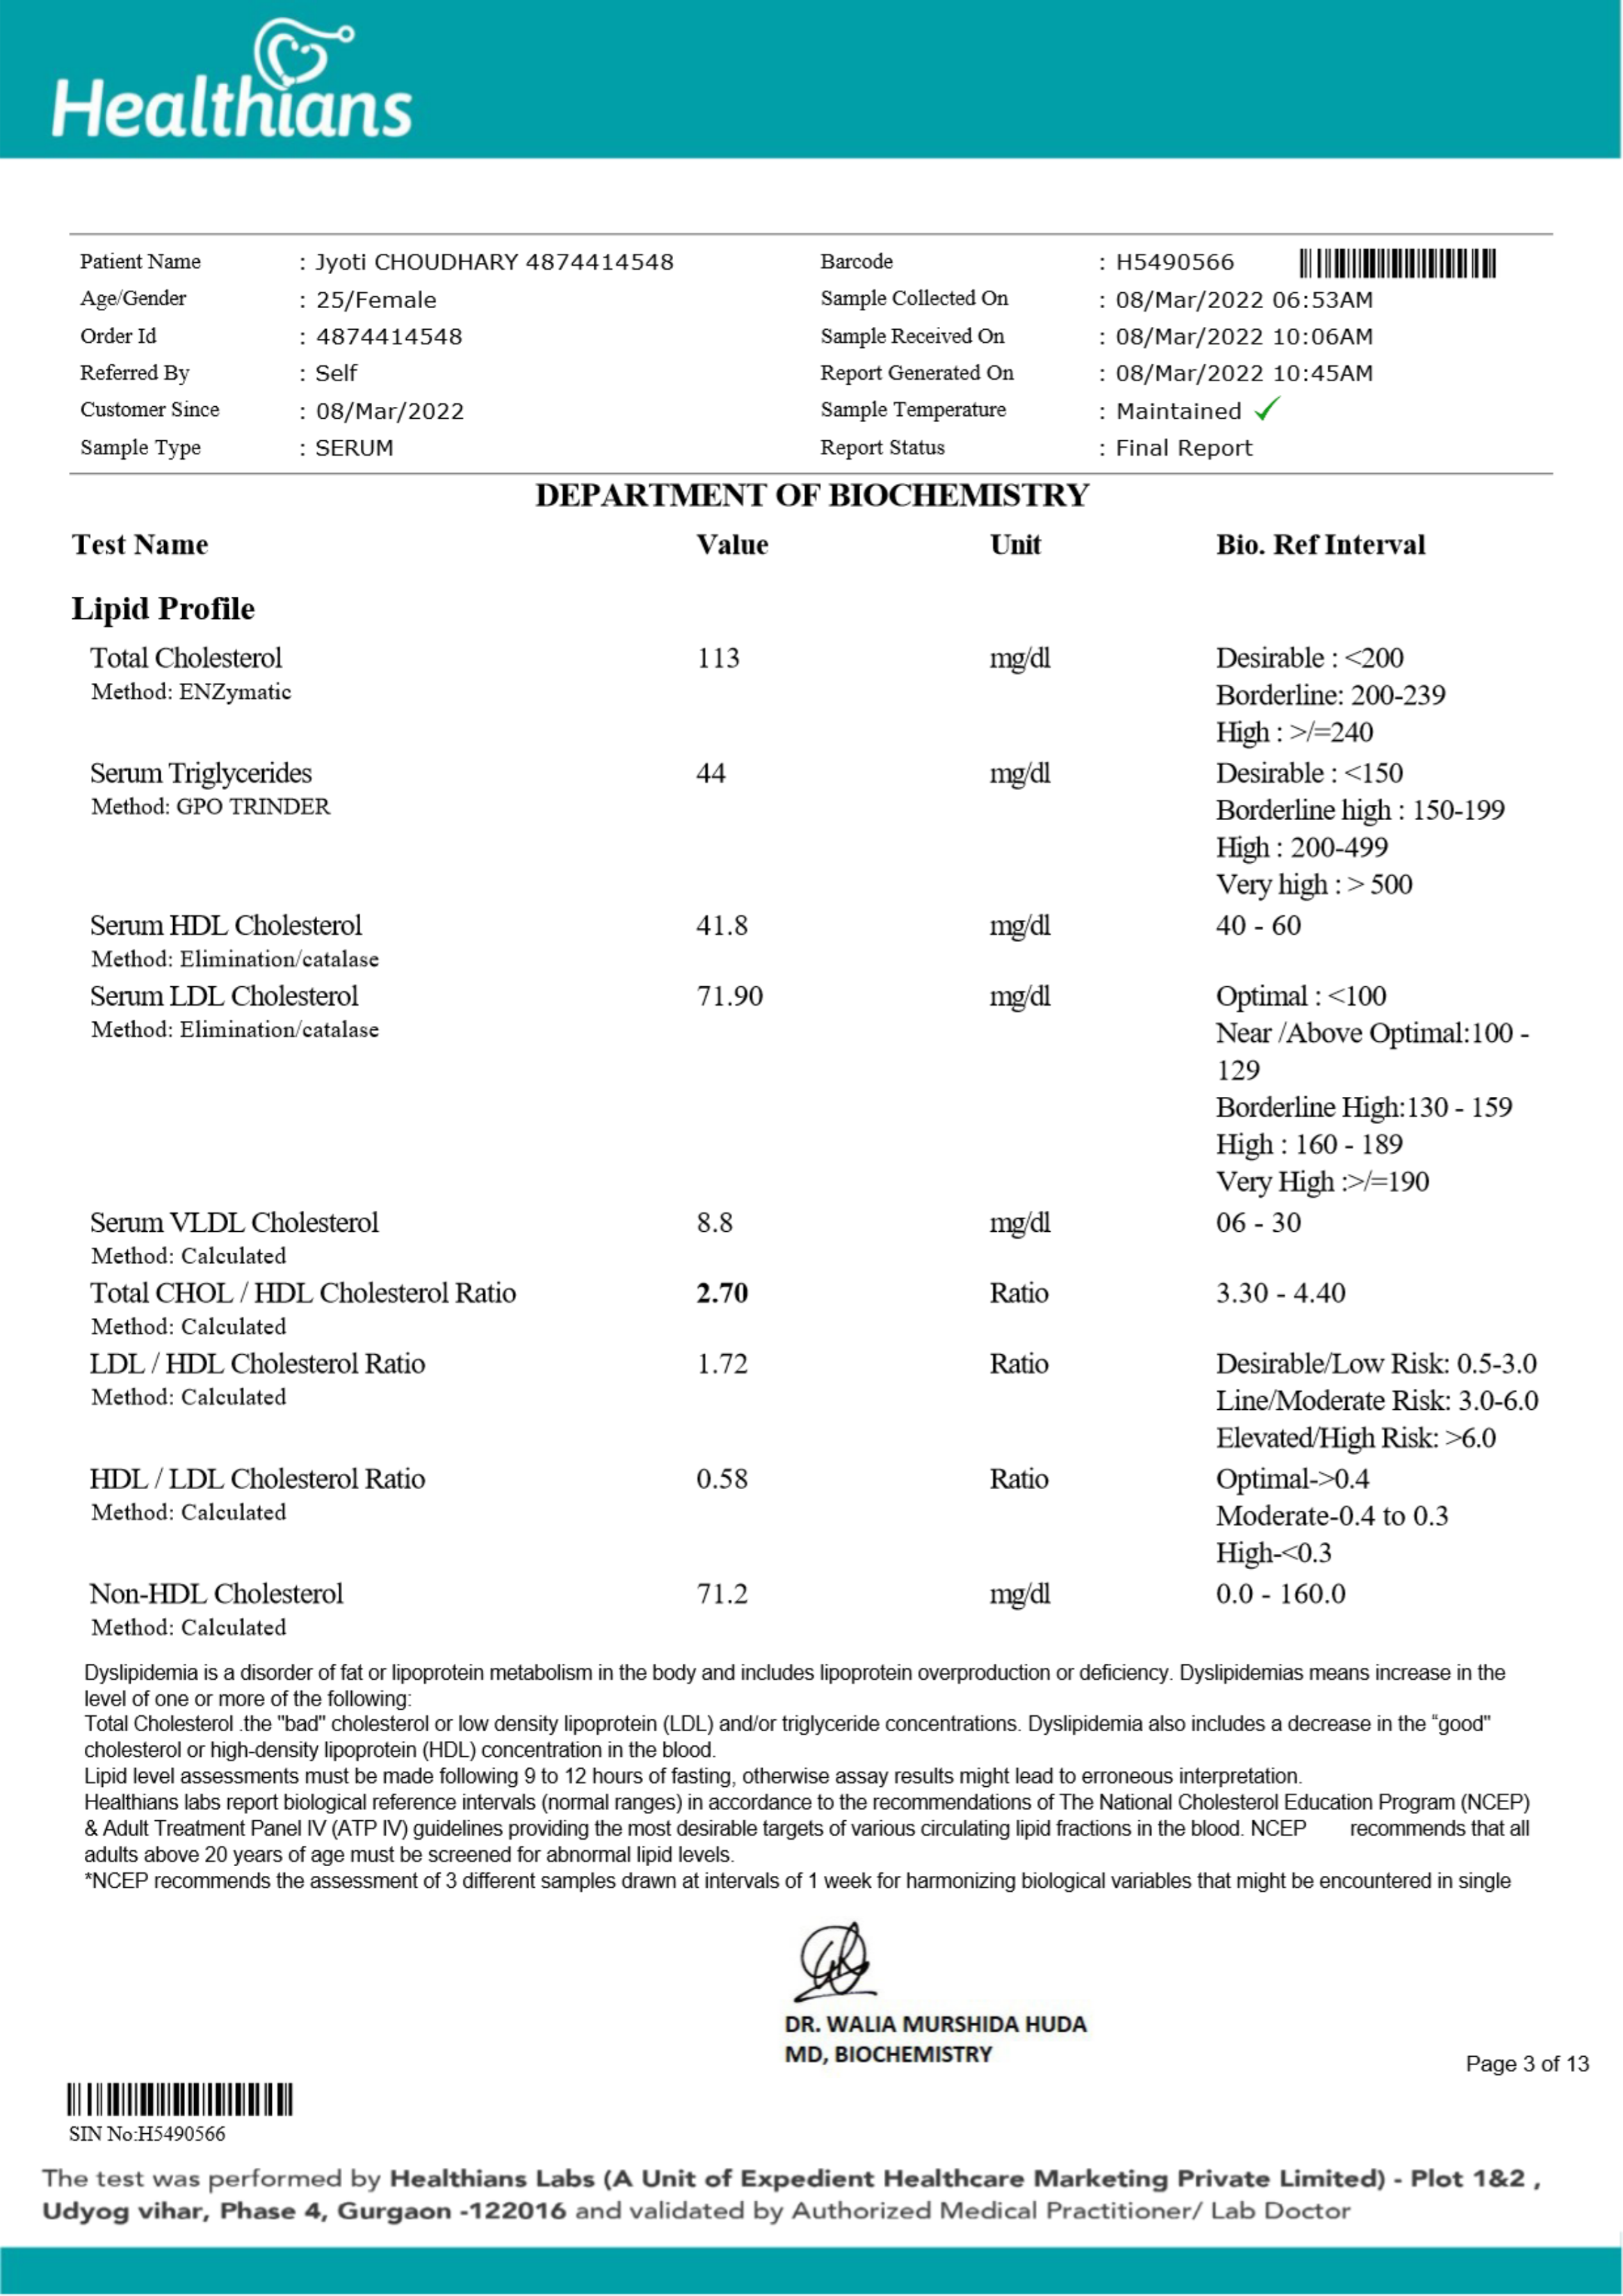 Healthians
Patient Name : Jyoti CHOUDHARY 4874414548 Barcode : H5490566
Age/Gender : 25/Female Sample Collected On : 08/Mar/2022 06:53AM
Order Id : 4874414548 Sample Received On : 08/Mar/2022 10:06AM
Referred By : Self Report Generated On : 08/Mar/2022 10:45AM
Customer Since : 08/Mar/2022 Sample Temperature : Maintained ✓
Sample Type : SERUM Report Status : Final Report
DEPARTMENT OF BIOCHEMISTRY
Test Name Value Unit Bio. Ref Interval
Lipid Profile
Total Cholesterol 113 mg/dl Desirable : <200
Method: ENZymatic Borderline: 200-239
High : >/=240
Serum Triglycerides 44 mg/dl Desirable : <150
Method: GPO TRINDER Borderline high : 150-199
High : 200-499
Very high : > 500
Serum HDL Cholesterol 41.8 mg/dl 40 - 60
Method: Elimination/catalase
Serum LDL Cholesterol 71.90 mg/dl Optimal : <100
Method: Elimination/catalase Near /Above Optimal:100 -
129
Borderline High:130 - 159
High : 160 - 189
Very High :>/=190
Serum VLDL Cholesterol 8.8 mg/dl 06 - 30
Method: Calculated
Total CHOL / HDL Cholesterol Ratio 2.70 Ratio 3.30 - 4.40
Method: Calculated
LDL / HDL Cholesterol Ratio 1.72 Ratio Desirable/Low Risk: 0.5-3.0
Method: Calculated Line/Moderate Risk: 3.0-6.0
Elevated/High Risk: >6.0
HDL / LDL Cholesterol Ratio 0.58 Ratio Optimal->0.4
Method: Calculated Moderate-0.4 to 0.3
High-<0.3
Non-HDL Cholesterol 71.2 mg/dl 0.0 - 160.0
Method: Calculated
Dyslipidemia is a disorder of fat or lipoprotein metabolism in the body and includes lipoprotein overproduction or deficiency. Dyslipidemias means increase in the
level of one or more of the following:
Total Cholesterol .the "bad" cholesterol or low density lipoprotein (LDL) and/or triglyceride concentrations. Dyslipidemia also includes a decrease in the “good"
cholesterol or high-density lipoprotein (HDL) concentration in the blood.
Lipid level assessments must be made following 9 to 12 hours of fasting, otherwise assay results might lead to erroneous interpretation.
Healthians labs report biological reference intervals (normal ranges) in accordance to the recommendations of The National Cholesterol Education Program (NCEP)
& Adult Treatment Panel IV (ATP IV) guidelines providing the most desirable targets of various circulating lipid fractions in the blood. NCEP recommends that all
adults above 20 years of age must be screened for abnormal lipid levels.
*NCEP recommends the assessment of 3 different samples drawn at intervals of 1 week for harmonizing biological variables that might be encountered in single
DR. WALIA MURSHIDA HUDA
MD, BIOCHEMISTRY
Page 3 of 13
SIN No:H5490566
The test was performed by Healthians Labs (A Unit of Expedient Healthcare Marketing Private Limited) - Plot 1&2 ,
Udyog vihar, Phase 4, Gurgaon -122016 and validated by Authorized Medical Practitioner/ Lab Doctor